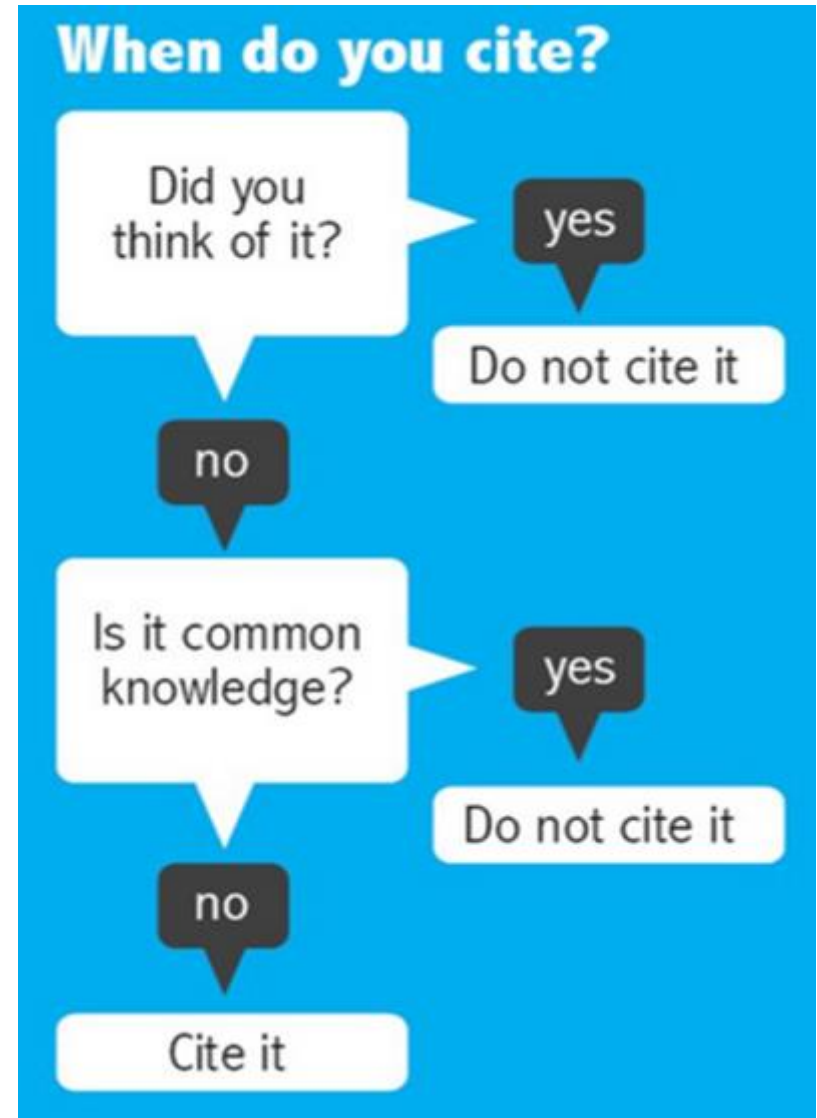 When do you cite?
Did you
think of it?
yes
Do not cite it
no
Is it common
knowledge?
yes
Do not cite it
no
Cite it